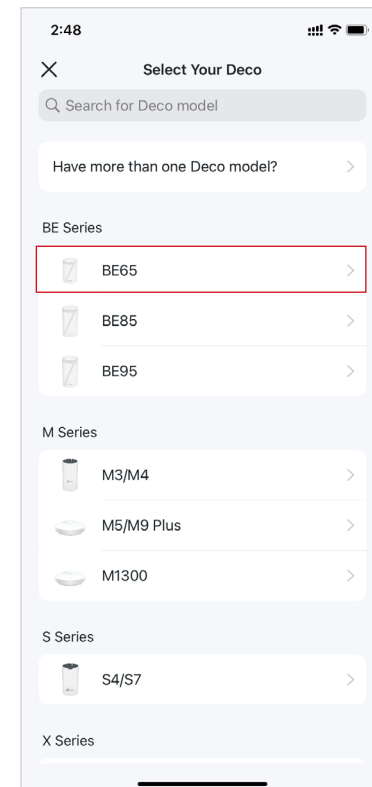 2:48
Select Your Deco
Search for Deco model
Have more than one Deco model?
BE Series
BE65
BE85
BE95
M Series
M3/M4
M5/M9 Plus
M1300
S Series
S4/S7
X Series